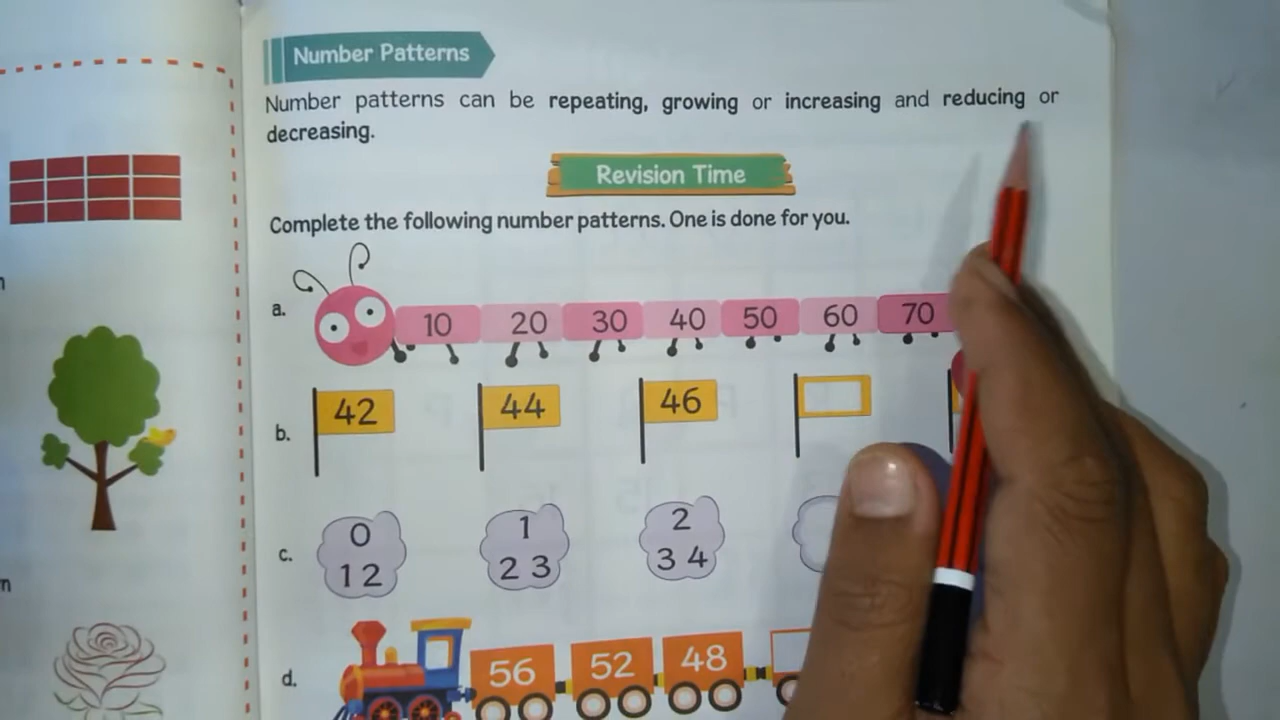 Number Patterns
Number patterns can be repeating, growing or increasing and reducing or
decreasing.
Revision Time
Complete the following number patterns. One is done for you.
a. 10 20 30 40 50 60 70
b. 42 44 46
c. 0 1 2
1 2 2 3 3 4
d. 56 52 48